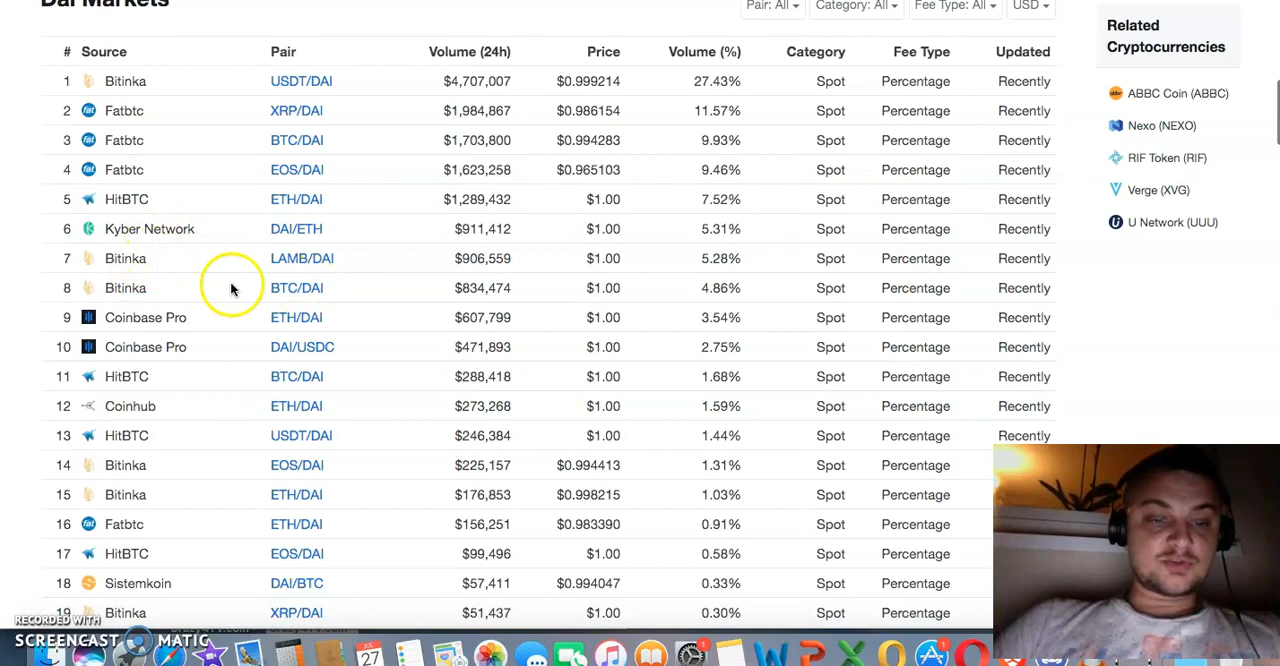 Dai Markets
Pair: All
Category: All
Fee Type: All
USD
# Source Pair Volume (24h) Price Volume (%) Category Fee Type Updated
1 Bitinka USDT/DAI $4,707,007 $0.999214 27.43% Spot Percentage Recently
2 Fatbtc XRP/DAI $1,984,867 $0.986154 11.57% Spot Percentage Recently
3 Fatbtc BTC/DAI $1,703,800 $0.994283 9.93% Spot Percentage Recently
4 Fatbtc EOS/DAI $1,623,258 $0.965103 9.46% Spot Percentage Recently
5 HitBTC ETH/DAI $1,289,432 $1.00 7.52% Spot Percentage Recently
6 Kyber Network DAI/ETH $911,412 $1.00 5.31% Spot Percentage Recently
7 Bitinka LAMB/DAI $906,559 $1.00 5.28% Spot Percentage Recently
8 Bitinka BTC/DAI $834,474 $1.00 4.86% Spot Percentage Recently
9 Coinbase Pro ETH/DAI $607,799 $1.00 3.54% Spot Percentage Recently
10 Coinbase Pro DAI/USDC $471,893 $1.00 2.75% Spot Percentage Recently
11 HitBTC BTC/DAI $288,418 $1.00 1.68% Spot Percentage Recently
12 Coinhub ETH/DAI $273,268 $1.00 1.59% Spot Percentage Recently
13 HitBTC USDT/DAI $246,384 $1.00 1.44% Spot Percentage Recently
14 Bitinka EOS/DAI $225,157 $0.994413 1.31% Spot Percentage
15 Bitinka ETH/DAI $176,853 $0.998215 1.03% Spot Percentage
16 Fatbtc ETH/DAI $156,251 $0.983390 0.91% Spot Percentage
17 HitBTC EOS/DAI $99,496 $1.00 0.58% Spot Percentage
18 Sistemkoin DAI/BTC $57,411 $0.994047 0.33% Spot Percentage
19 Bitinka XRP/DAI $51,437 $1.00 0.30% Spot Percentage
Related
Cryptocurrencies
ABBC Coin (ABBC)
Nexo (NEXO)
RIF Token (RIF)
Verge (XVG)
U Network (UUU)
RECORDED WITH
SCREENCAST MATIC
JUL
27